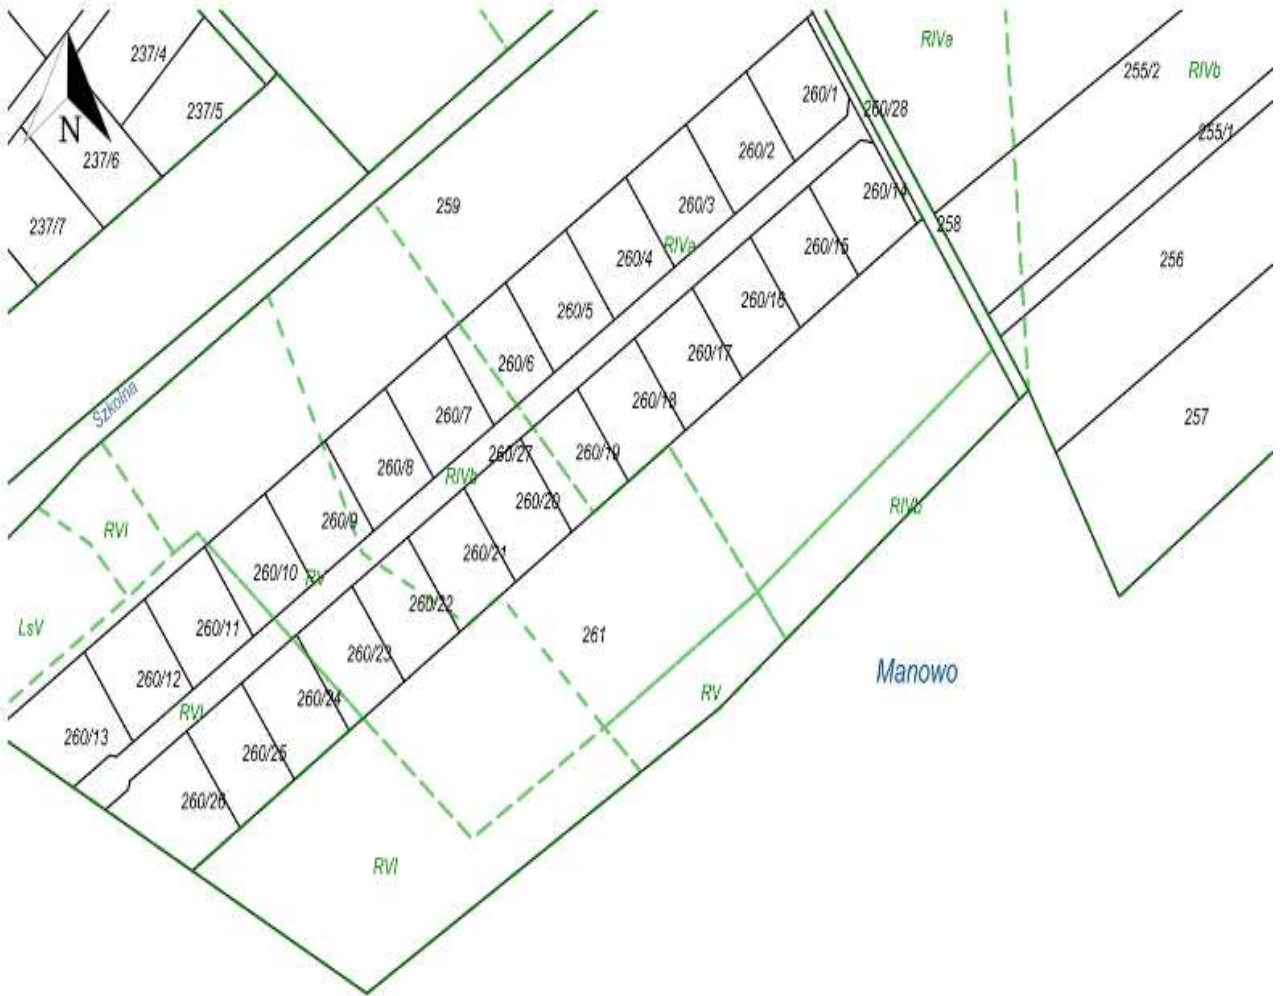 RIVa
237/4
255/2
RIVb
260/1
237/5
260/28
N
255/1
260/2
237/6
260/14
259
260/3
237/7
258
RIVa
260/15
260/4
256
260/16
260/5
260/17
260/6
Szkolna
260/18
260/7
257
260/27
260/19
260/8
RIVb
260/20
RIVb
260/9
RVI
260/21
260/10
RV
260/22
LsV
260/11
261
260/23
Manowo
260/12
RV
260/24
RVI
260/13
260/25
260/26
RVI